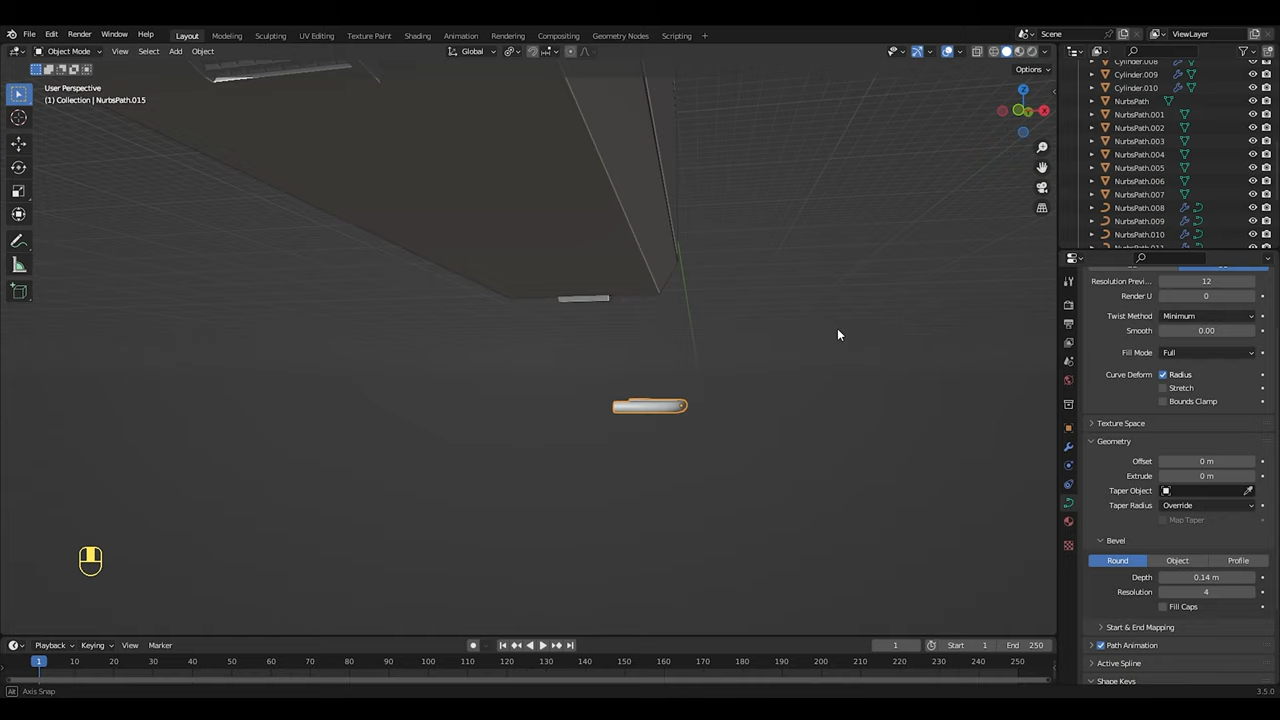 File Edit Render Window Help Layout Modeling Sculpting UV Editing Texture Paint Shading Animation Rendering Compositing Geometry Nodes Scripting Scene ViewLayer
Object Mode View Select Add Object Global
Options
User Perspective
(1) Collection | NurbsPath.015
Z
X
Y
Cylinder.008
Cylinder.009
Cylinder.010
NurbsPath
NurbsPath.001
NurbsPath.002
NurbsPath.003
NurbsPath.004
NurbsPath.005
NurbsPath.006
NurbsPath.007
NurbsPath.008
NurbsPath.009
NurbsPath.010
Resolution Previ... 12
Render U 0
Twist Method Minimum
Smooth 0.00
Fill Mode Full
Curve Deform Radius
Stretch
Bounds Clamp
Texture Space
Geometry
Offset 0 m
Extrude 0 m
Taper Object
Taper Radius Override
Map Taper
Bevel
Round Object Profile
Depth 0.14 m
Resolution 4
Fill Caps
Start & End Mapping
Path Animation
Active Spline
Shape Keys
Playback Keying View Marker 1 Start 1 End 250
1 10 20 30 40 50 60 70 80 90 100 110 120 130 140 150 160 170 180 190 200 210 220 230 240 250
Alt Axis Snap 3.5.0